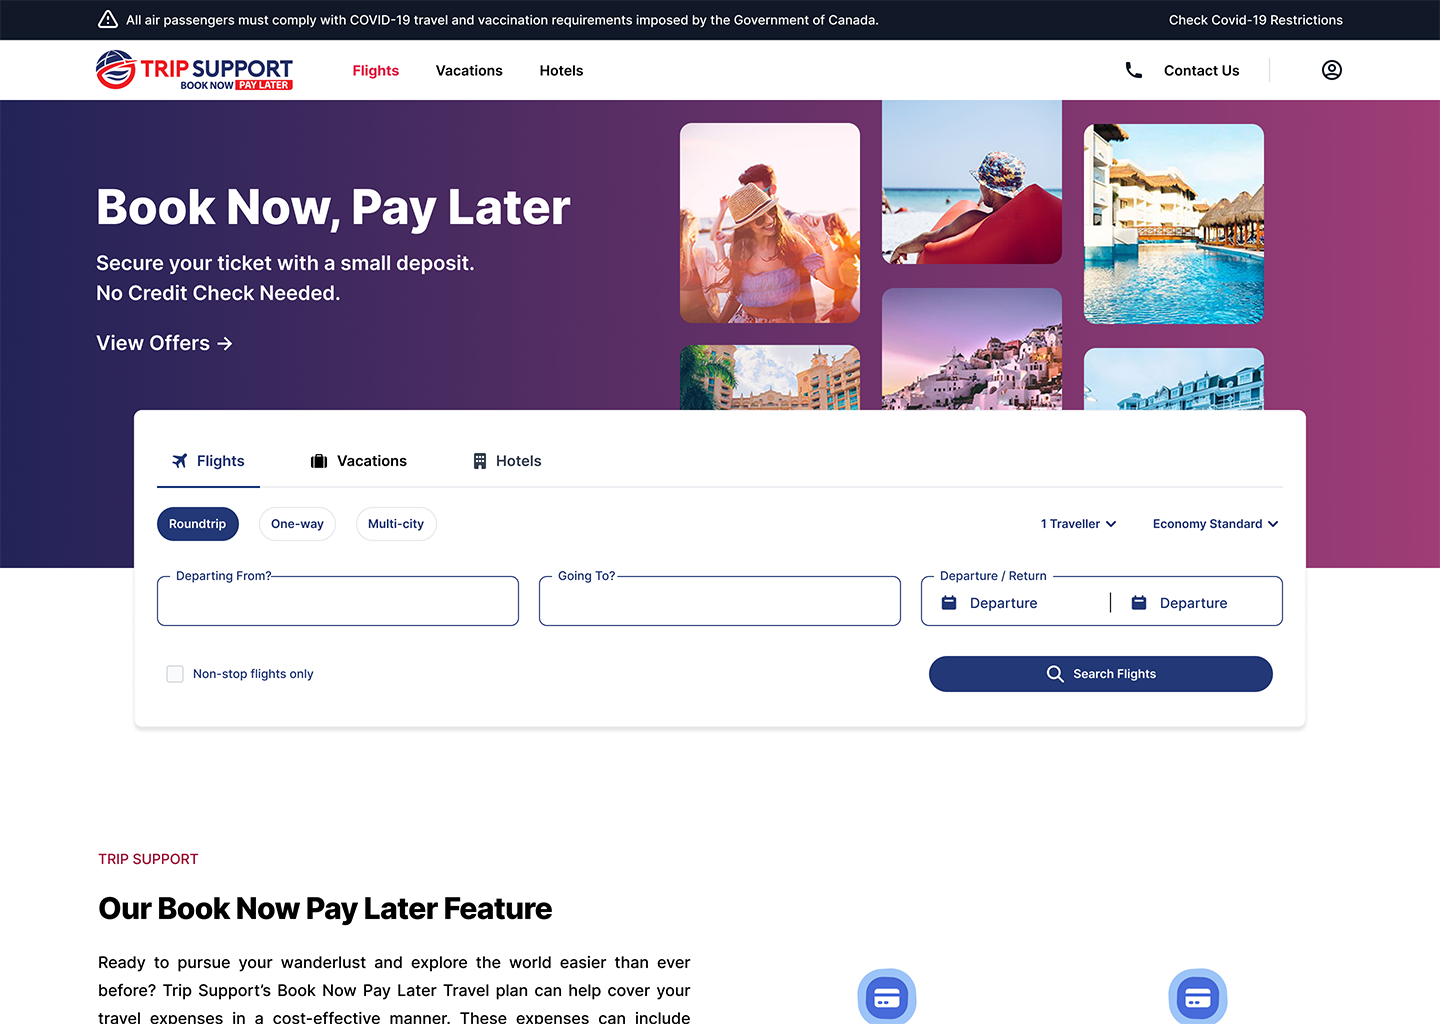 All air passengers must comply with COVID-19 travel and vaccination requirements imposed by the Government of Canada.
Check Covid-19 Restrictions
TRIP SUPPORT
BOOK NOW PAY LATER
Flights
Vacations
Hotels
Contact Us
Book Now, Pay Later
Secure your ticket with a small deposit.
No Credit Check Needed.
View Offers →
Flights
Vacations
Hotels
Roundtrip
One-way
Multi-city
1 Traveller
Economy Standard
Departing From?
Going To?
Departure / Return
Departure
Departure
Non-stop flights only
Search Flights
TRIP SUPPORT
Our Book Now Pay Later Feature
Ready to pursue your wanderlust and explore the world easier than ever
before? Trip Support’s Book Now Pay Later Travel plan can help cover your
travel expenses in a cost-effective manner. These expenses can include